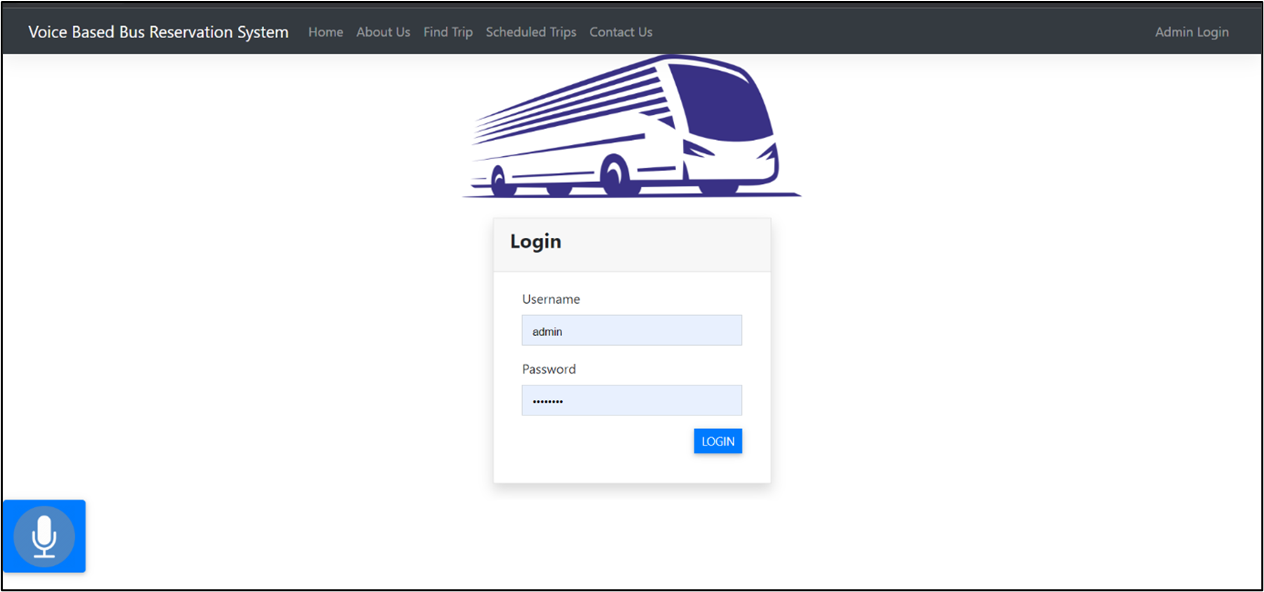 Voice Based Bus Reservation System Home About Us Find Trip Scheduled Trips Contact Us Admin Login
Login
Username
admin
Password
••••••••
LOGIN